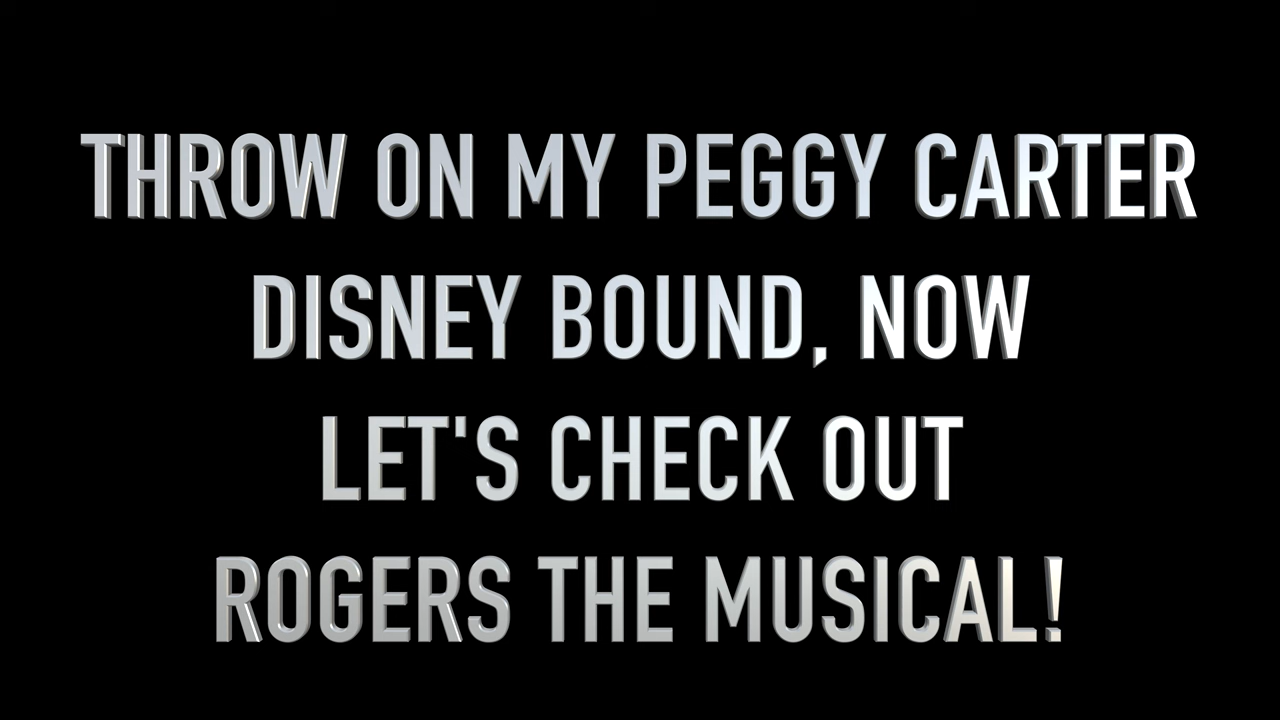 THROW ON MY PEGGY CARTER
DISNEY BOUND, NOW
LET'S CHECK OUT
ROGERS THE MUSICAL!